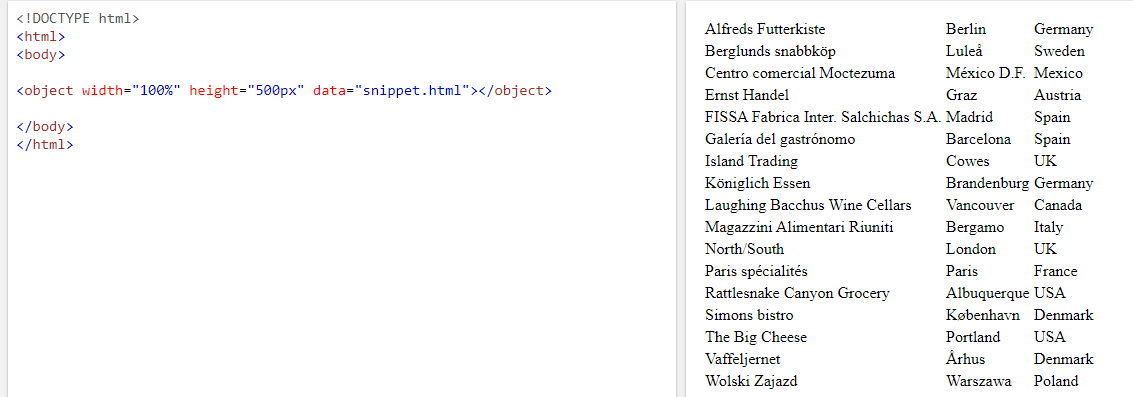 <!DOCTYPE html>
<html>
<body>
<object width="100%" height="500px" data="snippet.html"></object>
</body>
</html>
Alfreds Futterkiste Berlin Germany
Berglunds snabbköp Luleå Sweden
Centro comercial Moctezuma México D.F. Mexico
Ernst Handel Graz Austria
FISSA Fabrica Inter. Salchichas S.A. Madrid Spain
Galería del gastrónomo Barcelona Spain
Island Trading Cowes UK
Königlich Essen Brandenburg Germany
Laughing Bacchus Wine Cellars Vancouver Canada
Magazzini Alimentari Riuniti Bergamo Italy
North/South London UK
Paris spécialités Paris France
Rattlesnake Canyon Grocery Albuquerque USA
Simons bistro København Denmark
The Big Cheese Portland USA
Vaffeljernet Århus Denmark
Wolski Zajazd Warszawa Poland